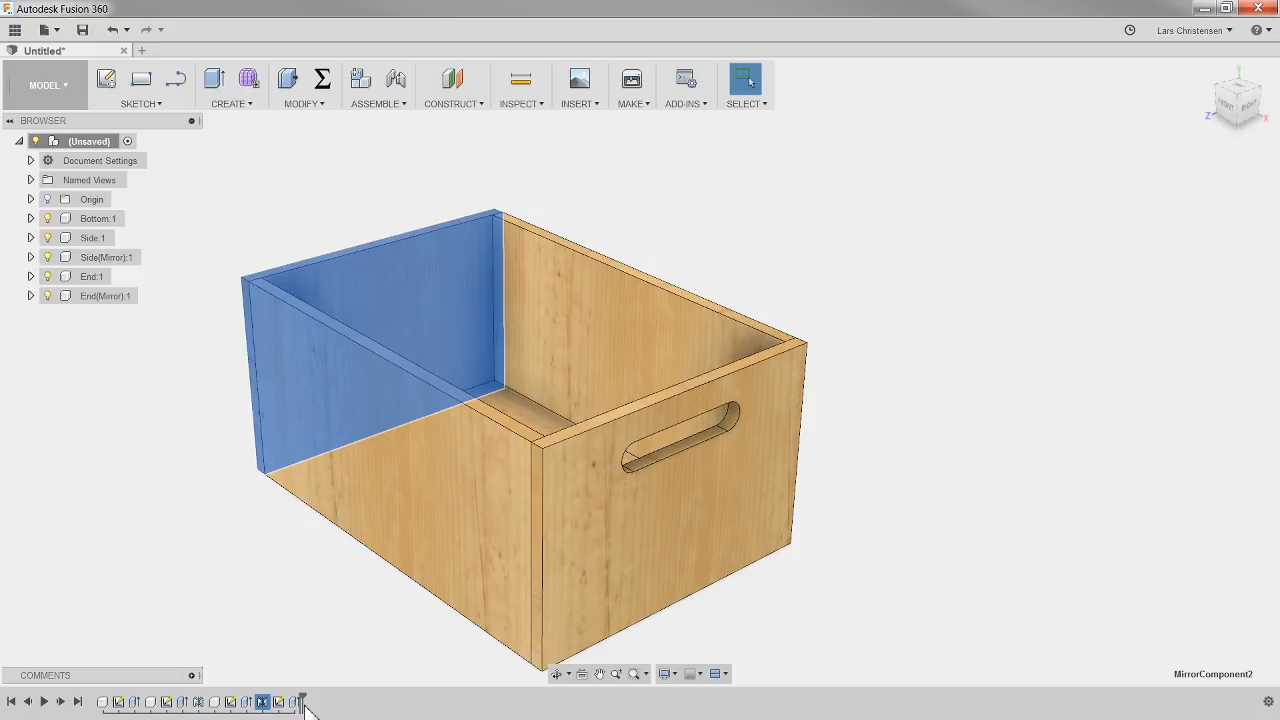 Autodesk Fusion 360
Lars Christensen
Untitled*
MODEL
SKETCH
CREATE
MODIFY
ASSEMBLE
CONSTRUCT
INSPECT
INSERT
MAKE
ADD-INS
SELECT
BROWSER
(Unsaved)
Document Settings
Named Views
Origin
Bottom:1
Side:1
Side(Mirror):1
End:1
End(Mirror):1
FRONT
RIGHT
Z
X
COMMENTS
MirrorComponent2